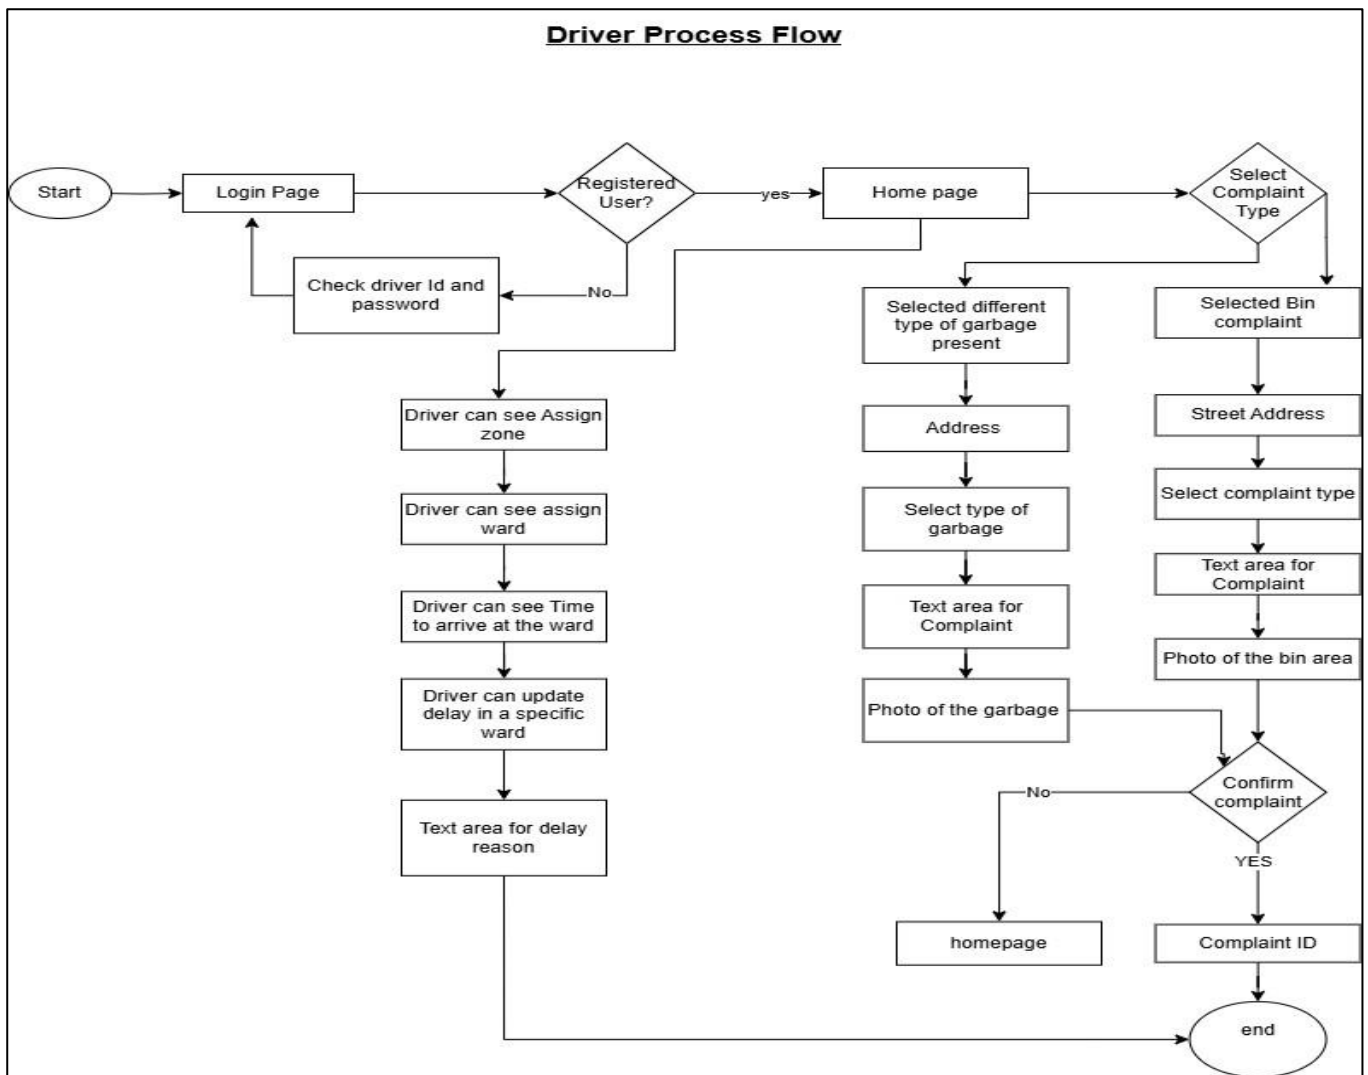 Driver Process Flow
Start
Login Page
Registered
User?
yes
Home page
Select
Complaint
Type
Check driver Id and
password
No
Selected different
type of garbage
present
Selected Bin
complaint
Driver can see Assign
zone
Address
Street Address
Driver can see assign
ward
Select type of
garbage
Select complaint type
Driver can see Time
to arrive at the ward
Text area for
Complaint
Text area for
Complaint
Driver can update
delay in a specific
ward
Photo of the garbage
Photo of the bin area
Text area for delay
reason
Confirm
complaint
No
YES
homepage
Complaint ID
end